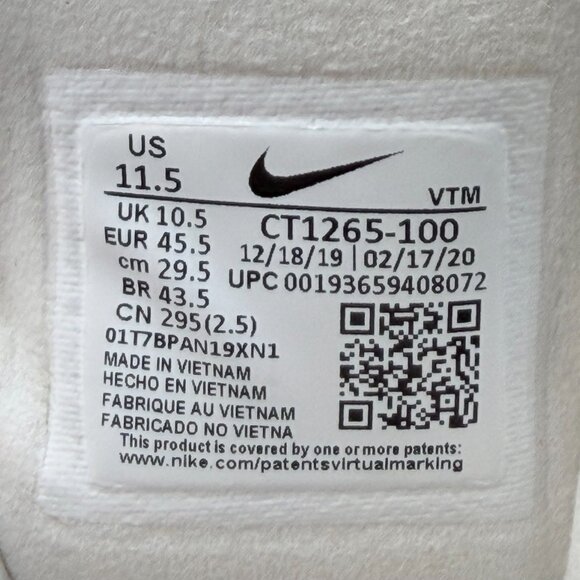 US
11.5
VTM
UK 10.5
EUR 45.5
cm 29.5
BR 43.5
CN 295(2.5)
CT1265-100
12/18/19 | 02/17/20
UPC 00193659408072
01T7BPAN19XN1
MADE IN VIETNAM
HECHO EN VIETNAM
FABRIQUE AU VIETNAM
FABRICADO NO VIETNA
This product is covered by one or more patents:
www.nike.com/patentsvirtualmarking